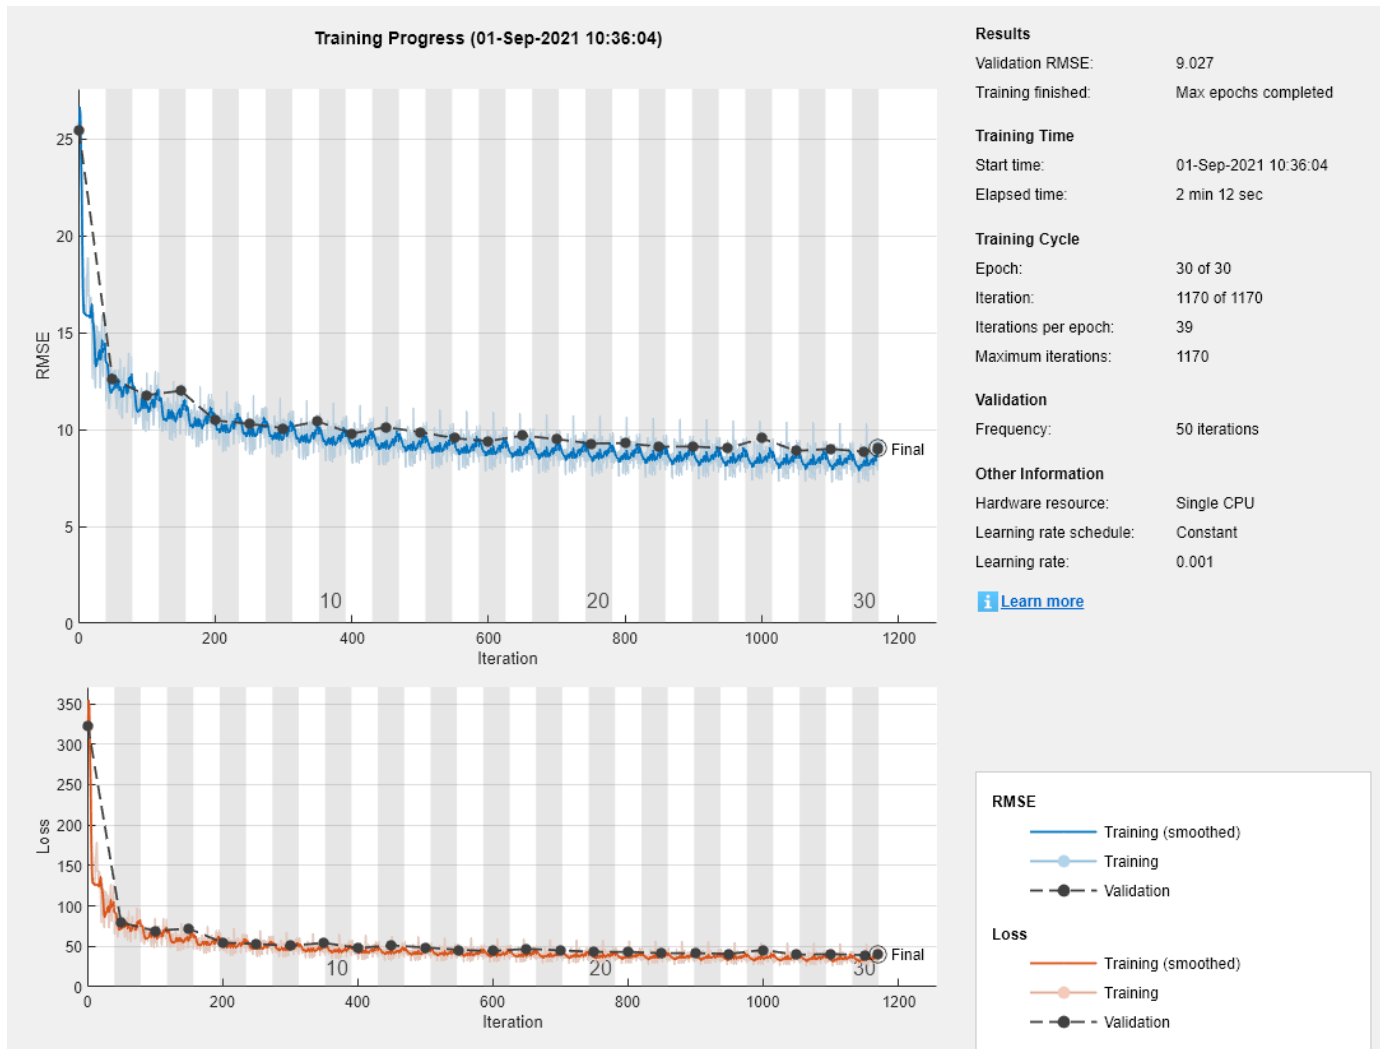 Training Progress (01-Sep-2021 10:36:04)
RMSE
25
20
15
10
5
0
10
20
30
Final
0
200
400
600
800
1000
1200
Iteration
Loss
350
300
250
200
150
100
50
0
10
20
30
Final
0
200
400
600
800
1000
1200
Iteration
Results
Validation RMSE: 9.027
Training finished: Max epochs completed
Training Time
Start time: 01-Sep-2021 10:36:04
Elapsed time: 2 min 12 sec
Training Cycle
Epoch: 30 of 30
Iteration: 1170 of 1170
Iterations per epoch: 39
Maximum iterations: 1170
Validation
Frequency: 50 iterations
Other Information
Hardware resource: Single CPU
Learning rate schedule: Constant
Learning rate: 0.001
i Learn more
RMSE
Training (smoothed)
Training
Validation
Loss
Training (smoothed)
Training
Validation